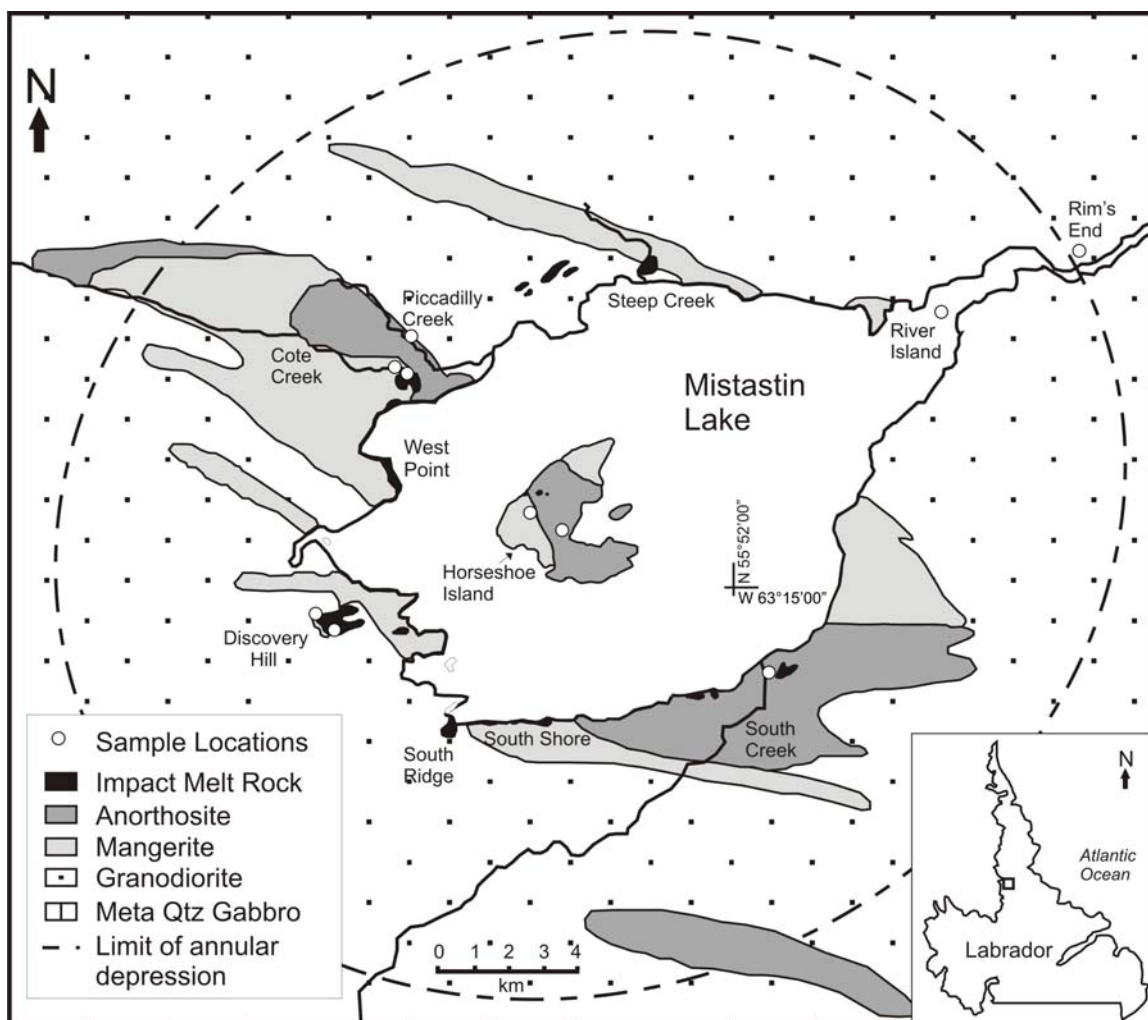 N
Rim's
End
Piccadilly
Creek
Steep Creek
River
Island
Cote
Creek
Mistastin
Lake
West
Point
N 55°52'00"
W 63°15'00"
Horseshoe
Island
Discovery
Hill
South Shore
South
Creek
South
Ridge
Sample Locations
Impact Melt Rock
Anorthosite
Mangerite
Granodiorite
Meta Qtz Gabbro
Limit of annular
depression
0 1 2 3 4
km
N
Atlantic
Ocean
Labrador